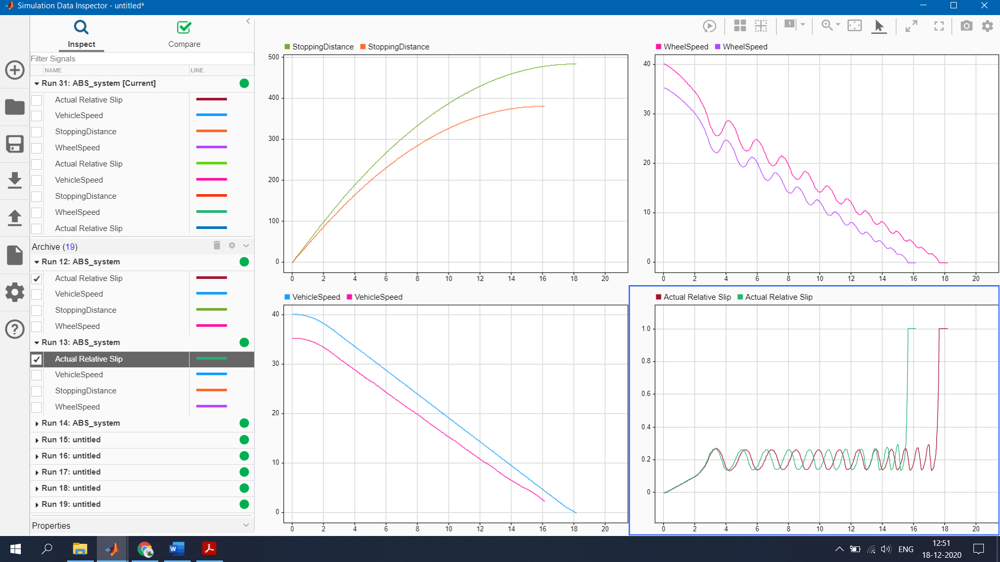 Simulation Data Inspector - untitled*
Inspect
Compare
Filter Signals
NAME LINE
Run 31: ABS_system [Current]
Actual Relative Slip
VehicleSpeed
StoppingDistance
WheelSpeed
Actual Relative Slip
VehicleSpeed
StoppingDistance
WheelSpeed
Actual Relative Slip
Archive (19)
Run 12: ABS_system
Actual Relative Slip
VehicleSpeed
StoppingDistance
WheelSpeed
Run 13: ABS_system
Actual Relative Slip
VehicleSpeed
StoppingDistance
WheelSpeed
Run 14: ABS_system
Run 15: untitled
Run 16: untitled
Run 17: untitled
Run 18: untitled
Run 19: untitled
Properties
1
StoppingDistance StoppingDistance
500
400
300
200
100
0
0 2 4 6 8 10 12 14 16 18 20
WheelSpeed WheelSpeed
40
30
20
10
0
0 2 4 6 8 10 12 14 16 18 20
VehicleSpeed VehicleSpeed
40
30
20
10
0
0 2 4 6 8 10 12 14 16 18 20
Actual Relative Slip Actual Relative Slip
1.0
0.8
0.6
0.4
0.2
0
0 2 4 6 8 10 12 14 16 18 20
W
ENG
12:51
18-12-2020